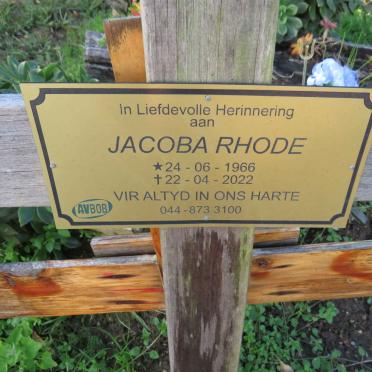 In Liefdevolle Herinnering
aan
JACOBA RHODE
★24 - 06 - 1966
✝22 - 04 - 2022
VIR ALTYD IN ONS HARTE
AVBOB
044 - 873 3100